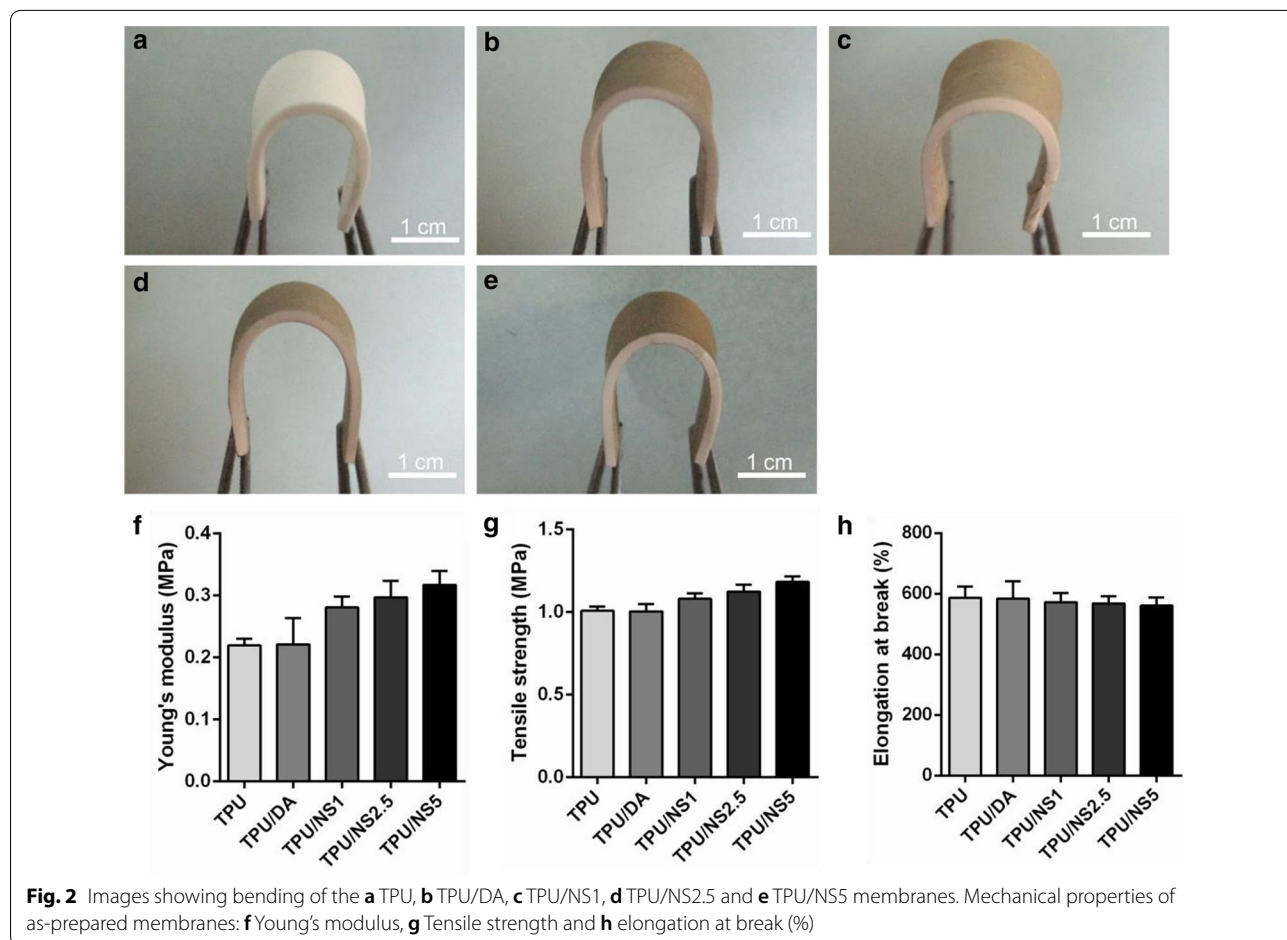 a
b
c
1 cm
1 cm
1 cm
d
e
1 cm
1 cm
f
g
h
Young's modulus (MPa)
0.4
0.3
0.2
0.1
0.0
TPU
TPU/DA
TPU/NS1
TPU/NS2.5
TPU/NS5
Tensile strength (MPa)
1.5
1.0
0.5
0.0
TPU
TPU/DA
TPU/NS1
TPU/NS2.5
TPU/NS5
Elongation at break (%)
800
600
400
200
0
TPU
TPU/DA
TPU/NS1
TPU/NS2.5
TPU/NS5
Fig. 2 Images showing bending of the a TPU, b TPU/DA, c TPU/NS1, d TPU/NS2.5 and e TPU/NS5 membranes. Mechanical properties of
as-prepared membranes: f Young’s modulus, g Tensile strength and h elongation at break (%)